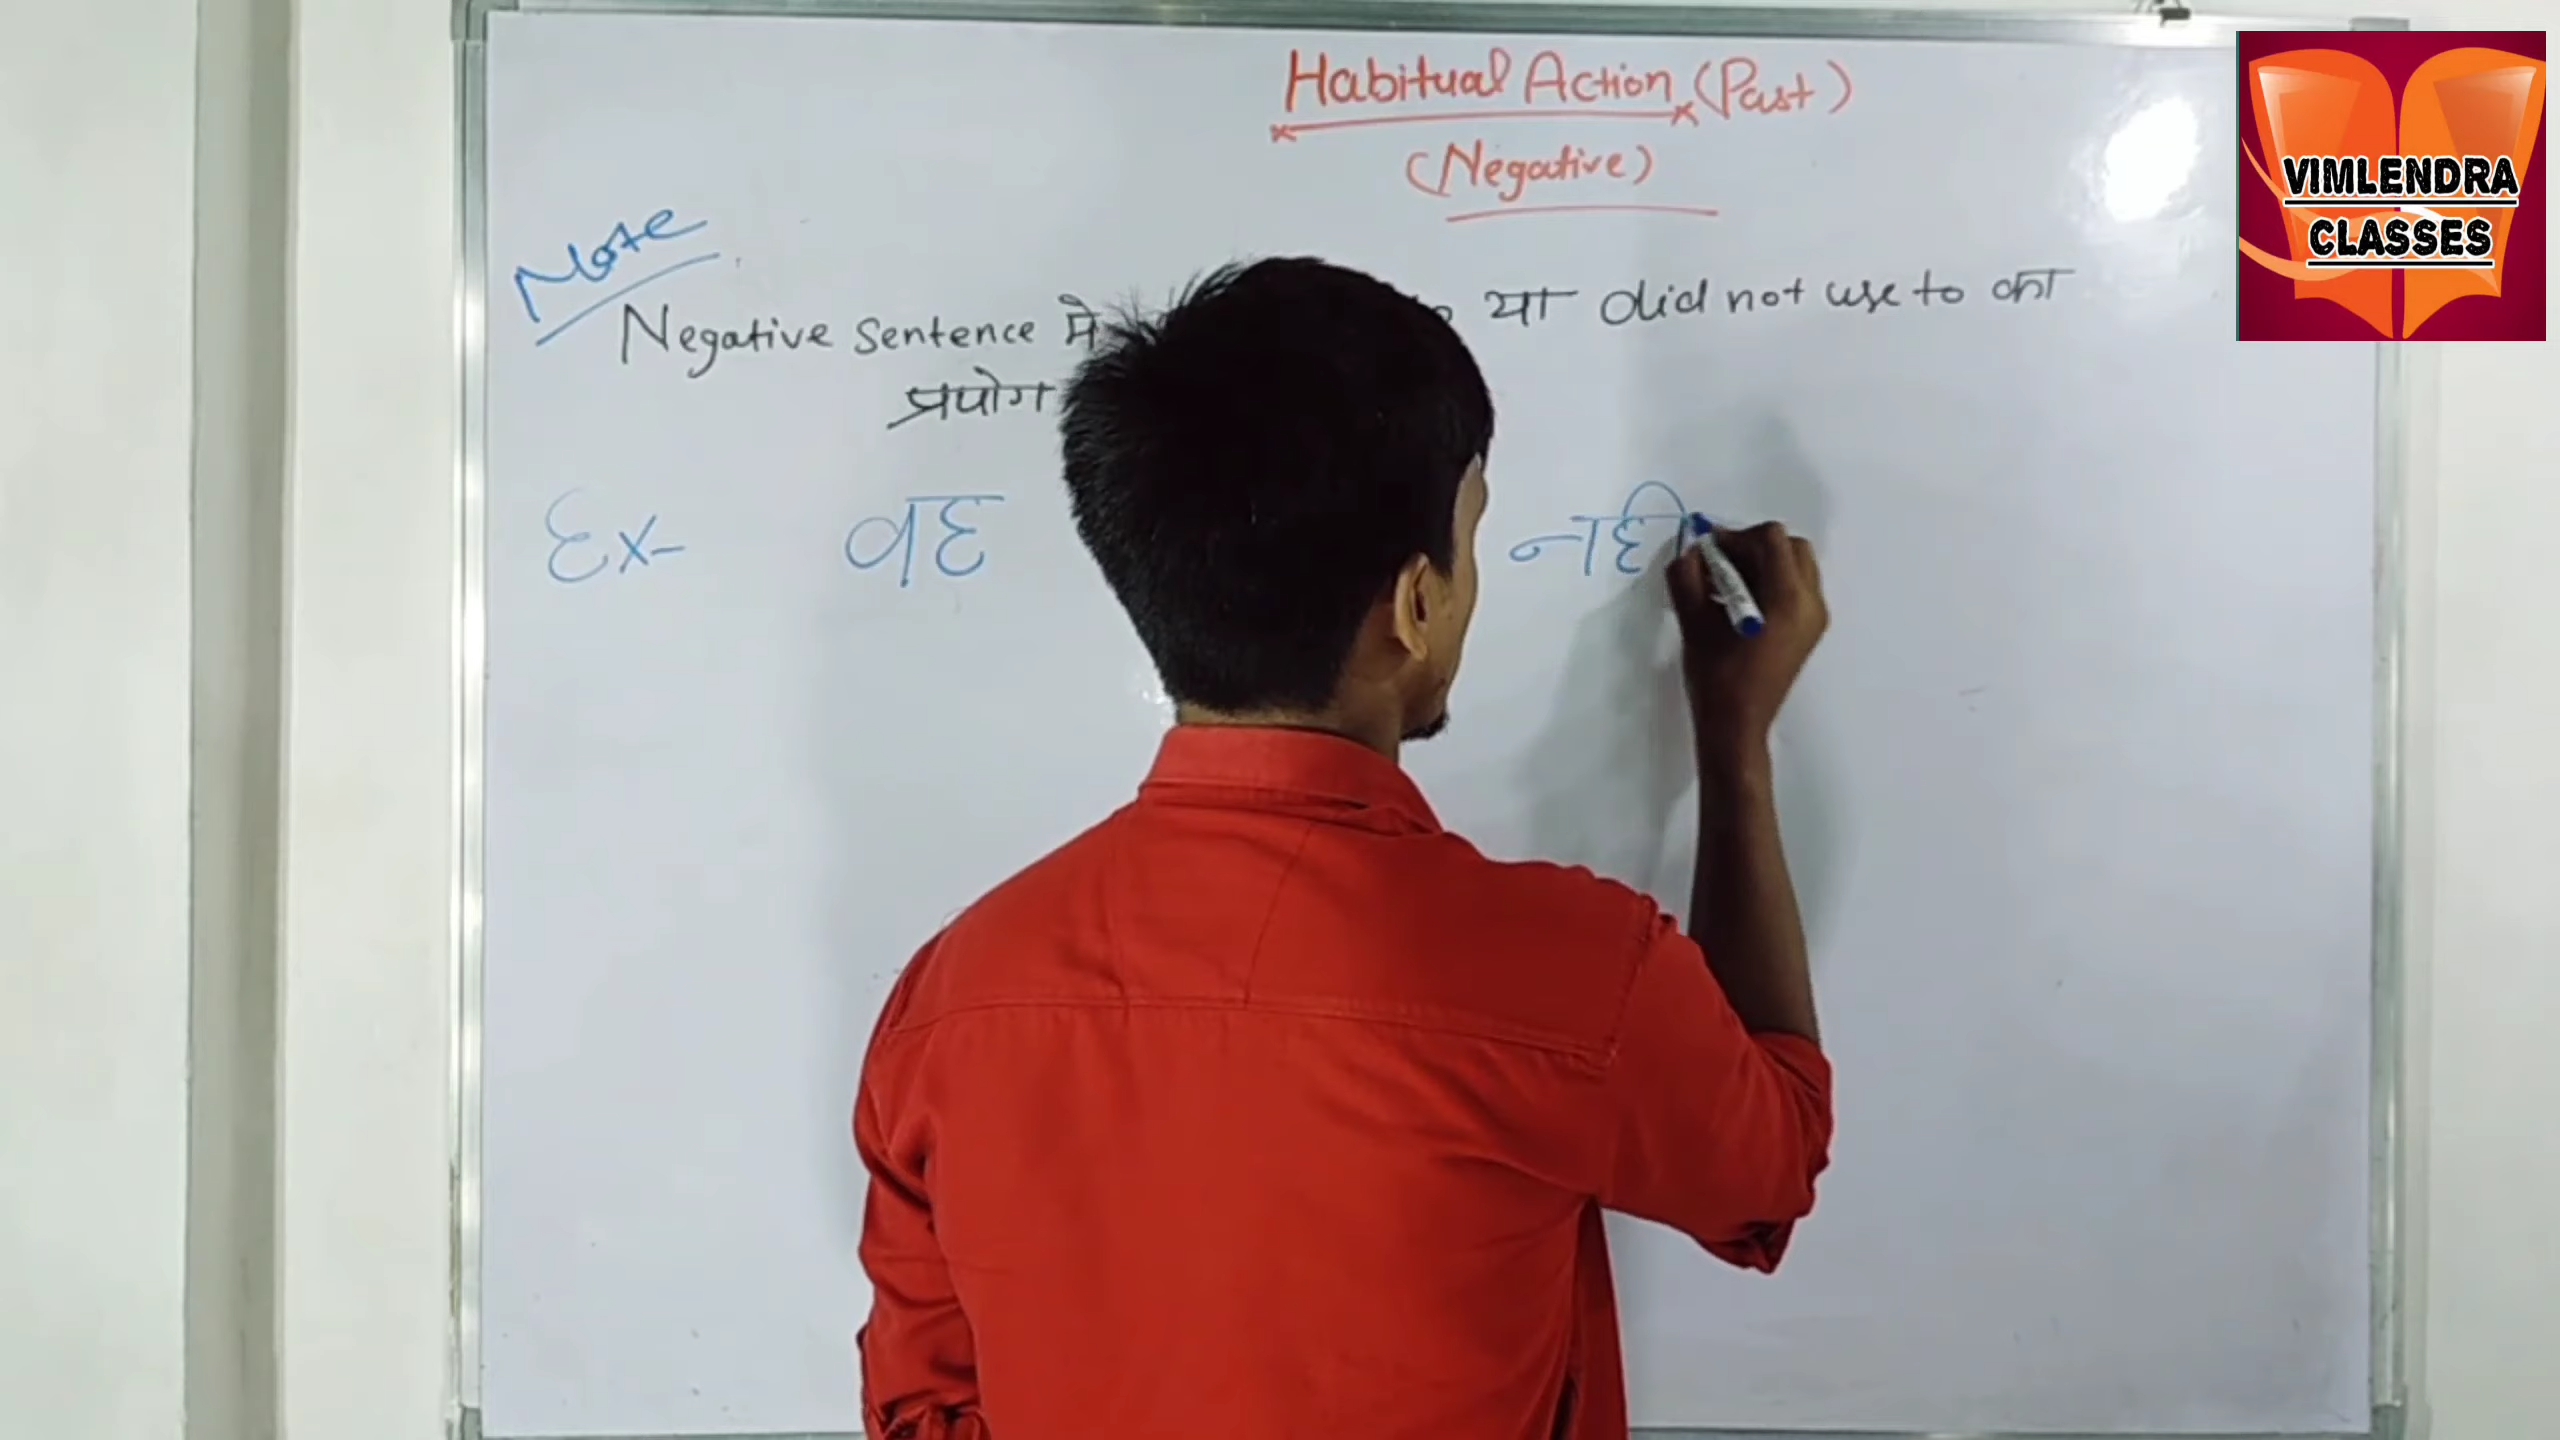 Habitual Action (Past)
(Negative)
Note
Negative sentence मे या did not use to का
प्रयोग
Ex- वह नही
VIMLENDRA
CLASSES